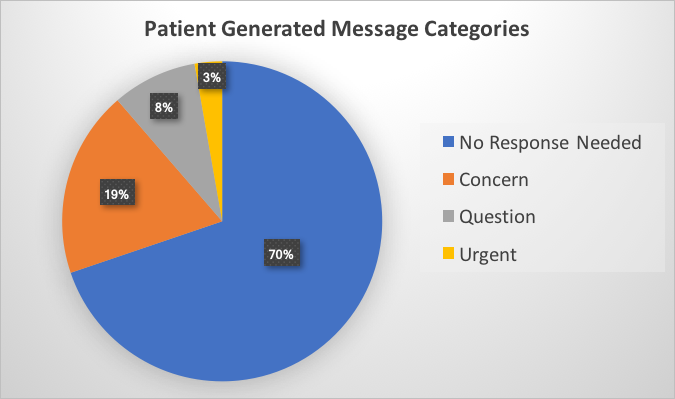 Patient Generated Message Categories
3%
8%
19%
70%
No Response Needed
Concern
Question
Urgent